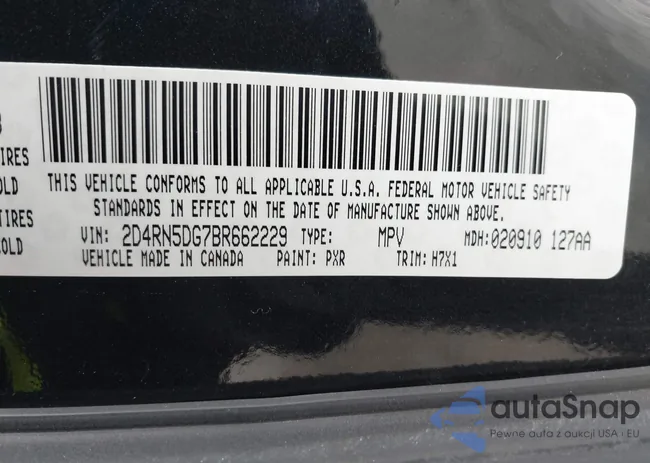 IRES
OLD
IRES
COLD
THIS VEHICLE CONFORMS TO ALL APPLICABLE U.S.A. FEDERAL MOTOR VEHICLE SAFETY
STANDARDS IN EFFECT ON THE DATE OF MANUFACTURE SHOWN ABOVE.
VIN: 2D4RN5DG7BR662229 TYPE: MPV MDH:020910 127AA
VEHICLE MADE IN CANADA PAINT: PXR TRIM: H7X1
autaSnap
Pewne auta z aukcji USA i EU